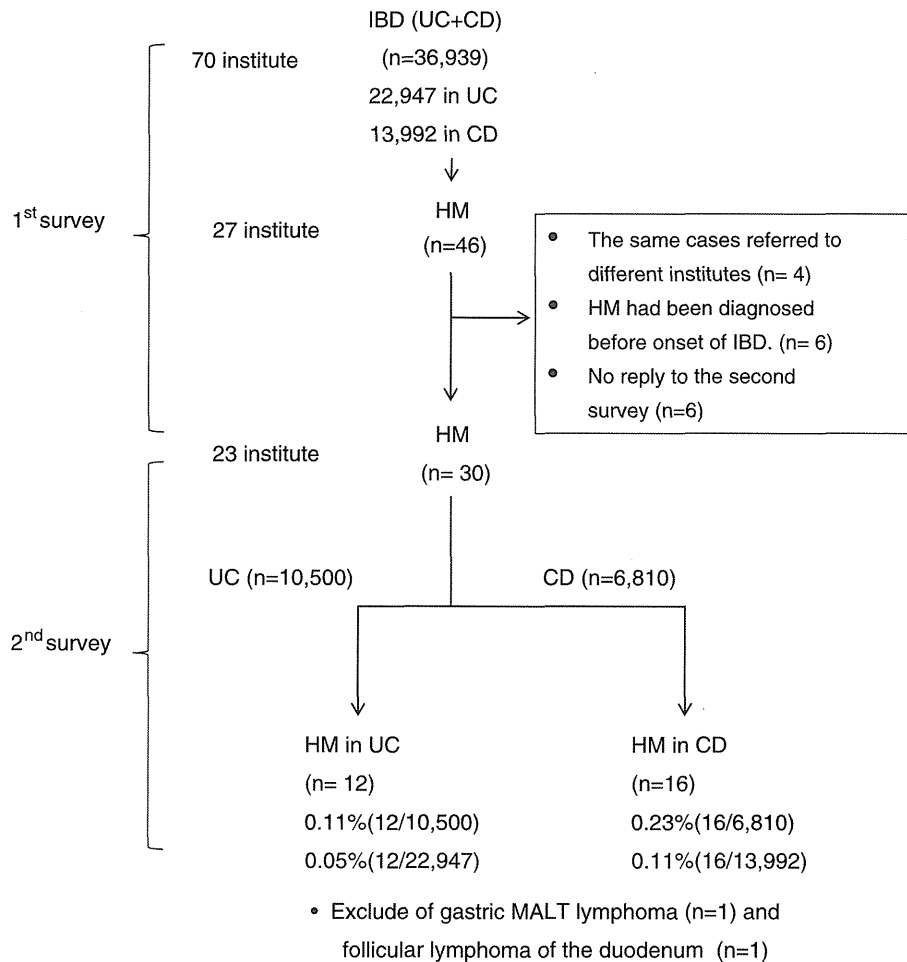 IBD (UC+CD)
70 institute
(n=36,939)
22,947 in UC
13,992 in CD
1st survey
27 institute
HM
(n=46)
• The same cases referred to
different institutes (n= 4)
• HM had been diagnosed
before onset of IBD. (n= 6)
• No reply to the second
survey (n=6)
23 institute
HM
(n= 30)
UC (n=10,500)
CD (n=6,810)
2nd survey
HM in UC
(n= 12)
0.11%(12/10,500)
0.05%(12/22,947)
HM in CD
(n=16)
0.23%(16/6,810)
0.11%(16/13,992)
• Exclude of gastric MALT lymphoma (n=1) and
follicular lymphoma of the duodenum (n=1)